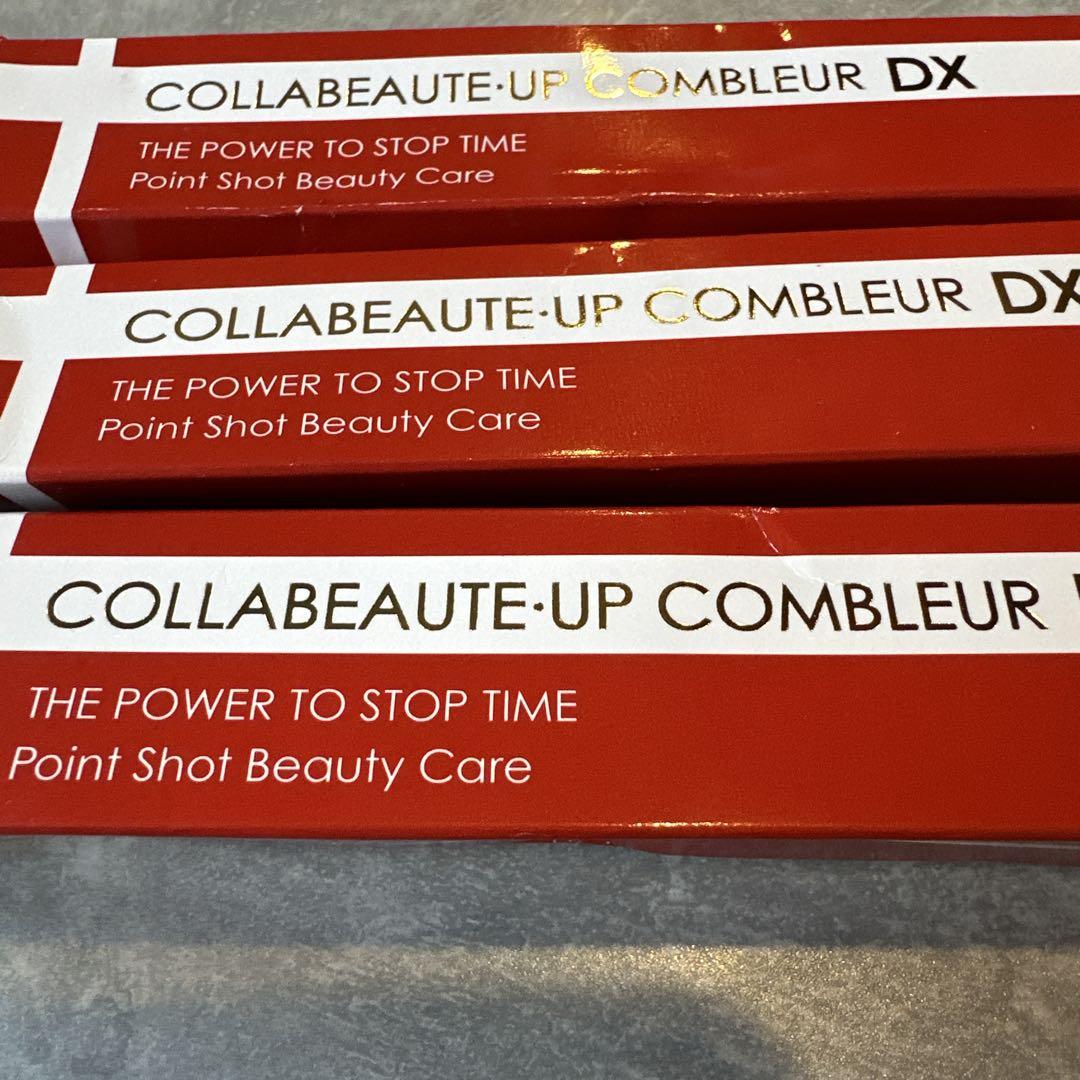 COLLABEAUTE·UP COMBLEUR DX
THE POWER TO STOP TIME
Point Shot Beauty Care
COLLABEAUTE·UP COMBLEUR DX
THE POWER TO STOP TIME
Point Shot Beauty Care
COLLABEAUTE·UP COMBLEUR
THE POWER TO STOP TIME
Point Shot Beauty Care